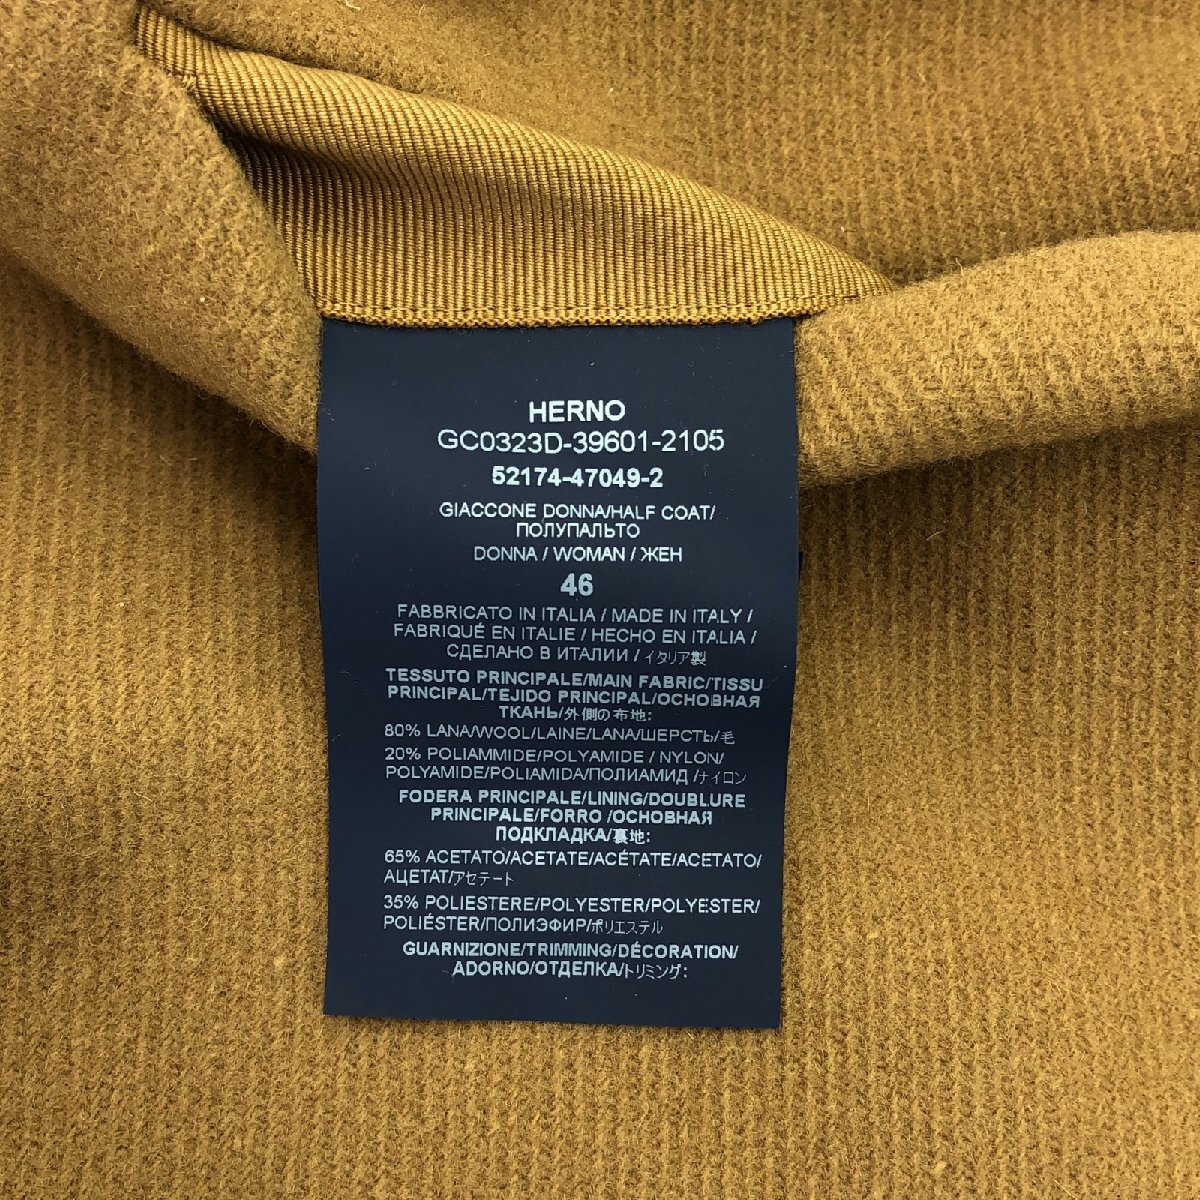 HERNO
GC0323D-39601-2105
52174-47049-2
GIACCONE DONNA/HALF COAT/
ПОЛУПАЛЬТО
DONNA / WOMAN / ЖЕН
46
FABBRICATO IN ITALIA / MADE IN ITALY /
FABRIQUÉ EN ITALIE / HECHO EN ITALIA /
СДЕЛАНО В ИТАЛИИ / イタリア製
TESSUTO PRINCIPALE/MAIN FABRIC/TISSU
PRINCIPAL/TEJIDO PRINCIPAL/ОСНОВНАЯ
ТКАНЬ/外側の布地:
80% LANA/WOOL/LAINE/LANA/ШЕРСТЬ/毛
20% POLIAMMIDE/POLYAMIDE / NYLON/
POLYAMIDE/POLIAMIDA/ПОЛИАМИД /ナイロン
FODERA PRINCIPALE/LINING/DOUBLURE
PRINCIPALE/FORRO /ОСНОВНАЯ
ПОДКЛАДКА/裏地:
65% ACETATO/ACETATE/ACÉTATE/ACETATO/
АЦЕТАТ/アセテート
35% POLIESTERE/POLYESTER/POLYESTER/
POLIÉSTER/ПОЛИЭФИР/ポリエステル
GUARNIZIONE/TRIMMING/DÉCORATION/
ADORNO/ОТДЕЛКА/トリミング: